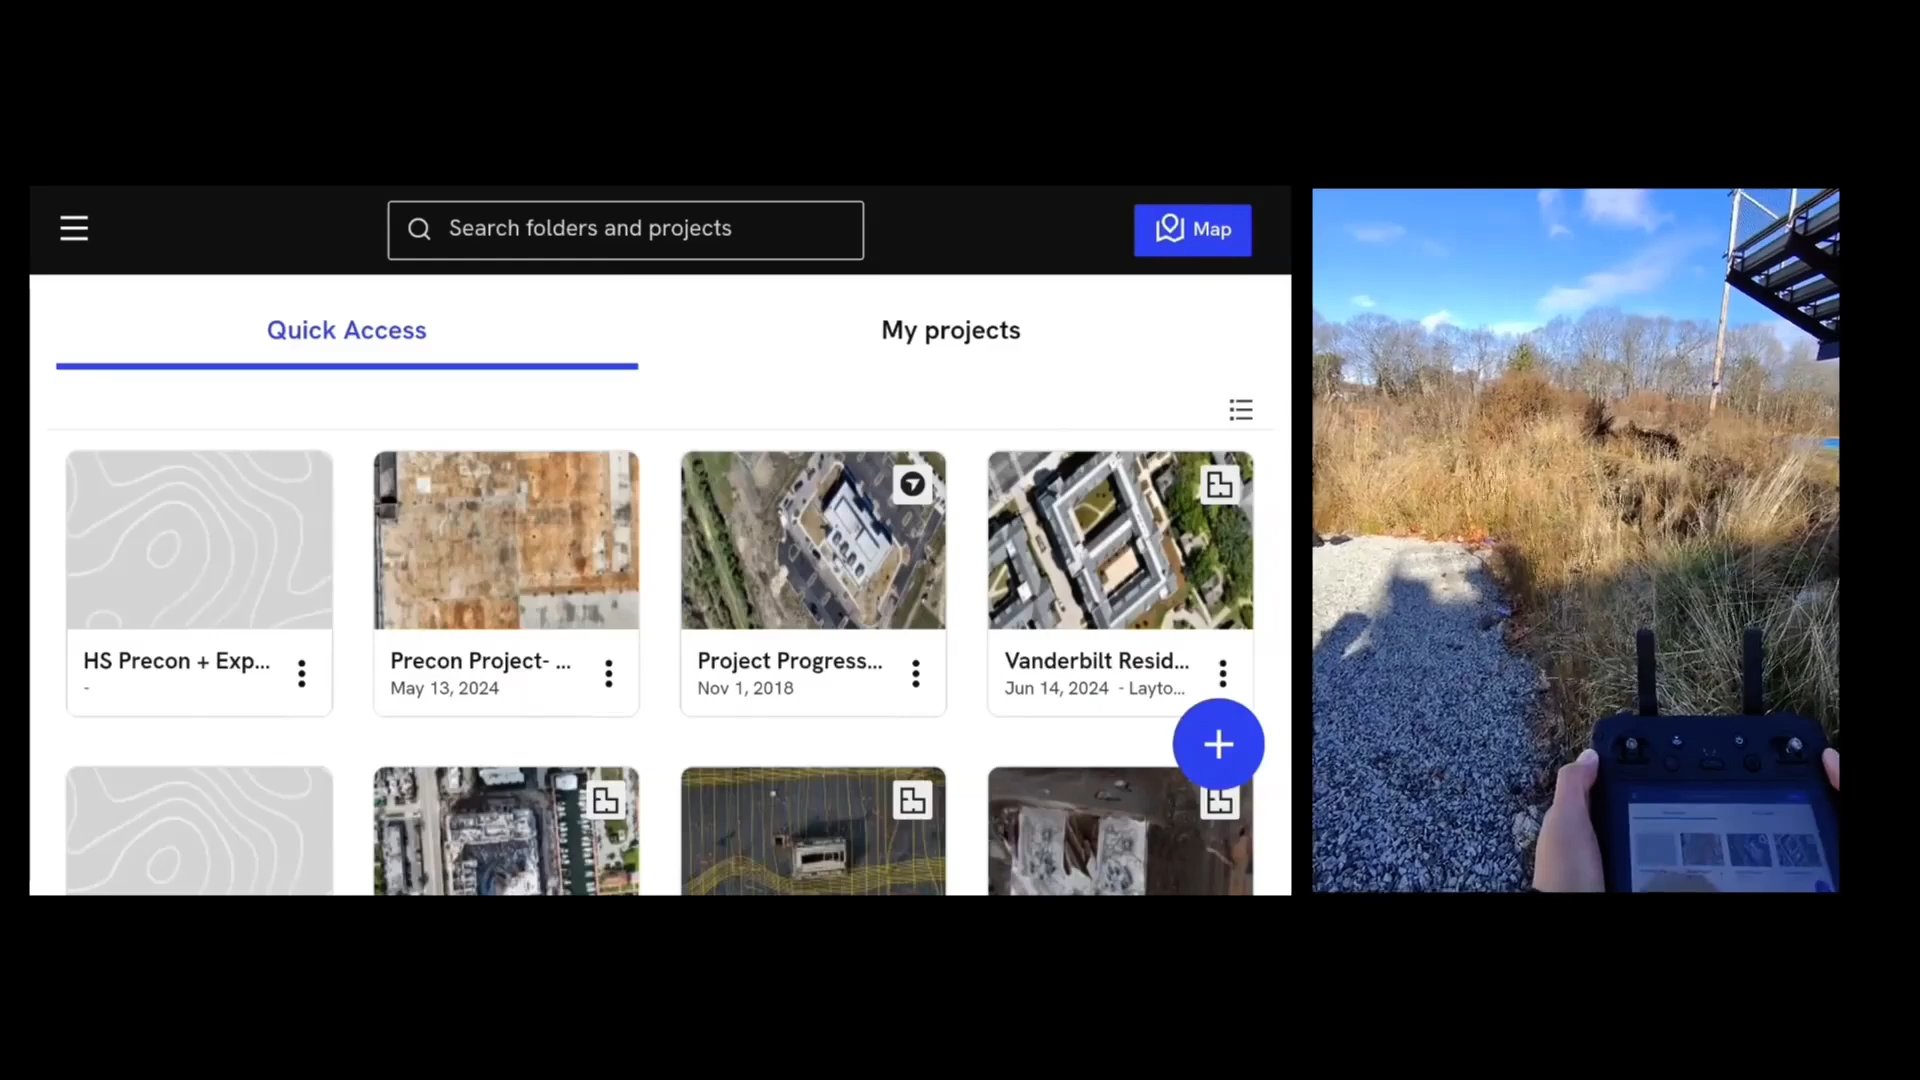 Search folders and projects
Map
Quick Access
My projects
HS Precon + Exp...
-
Precon Project- ...
May 13, 2024
Project Progress...
Nov 1, 2018
Vanderbilt Resid...
Jun 14, 2024 - Layto...